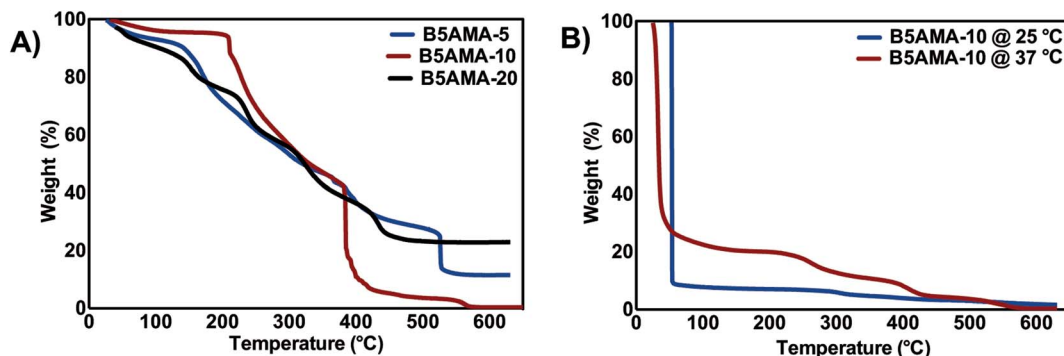 A)
B5AMA-5
B5AMA-10
B5AMA-20
Weight (%)
100
80
60
40
20
0
0 100 200 300 400 500 600
Temperature (°C)
B)
B5AMA-10 @ 25 °C
B5AMA-10 @ 37 °C
Weight (%)
100
80
60
40
20
0
0 100 200 300 400 500 600
Temperature (°C)